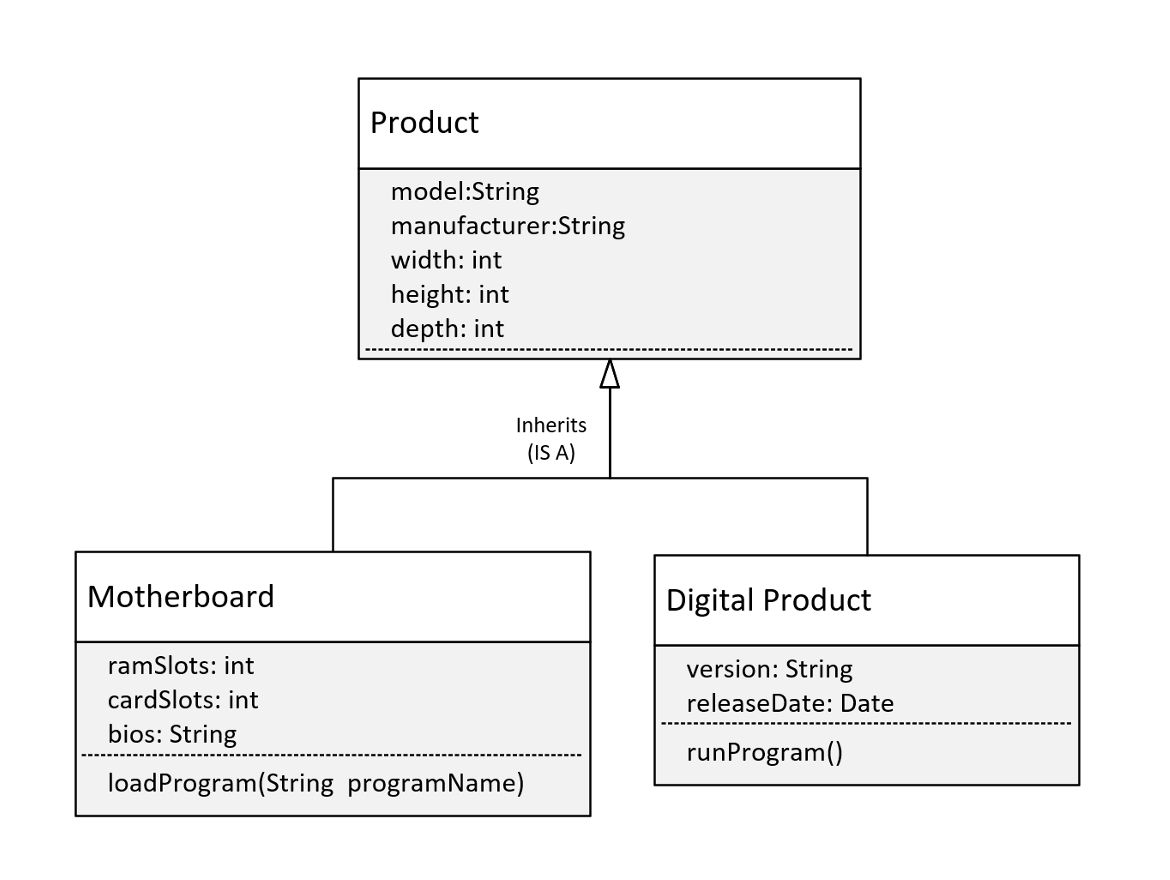 Product
model:String
manufacturer:String
width: int
height: int
depth: int
Inherits
(IS A)
Motherboard
ramSlots: int
cardSlots: int
bios: String
loadProgram(String  programName)
Digital Product
version: String
releaseDate: Date
runProgram()